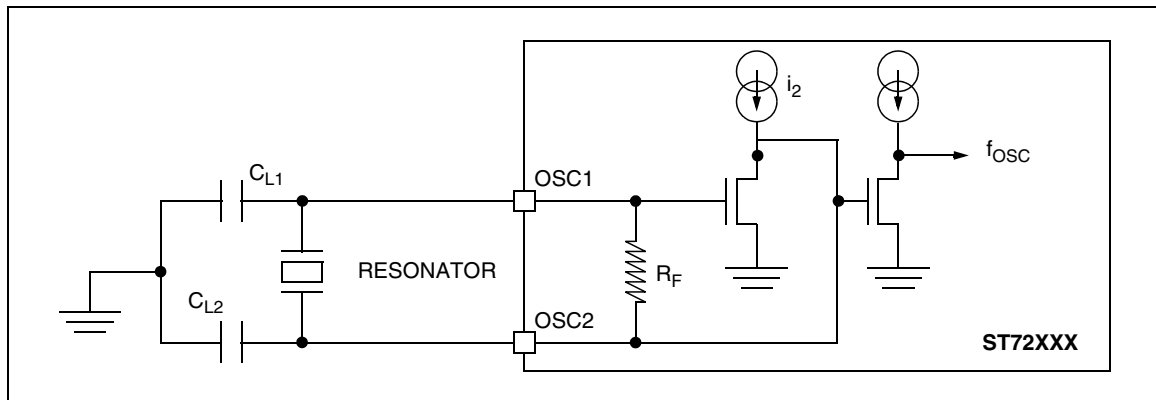 i2
fOSC
CL1
OSC1
RESONATOR
RF
CL2
OSC2
ST72XXX